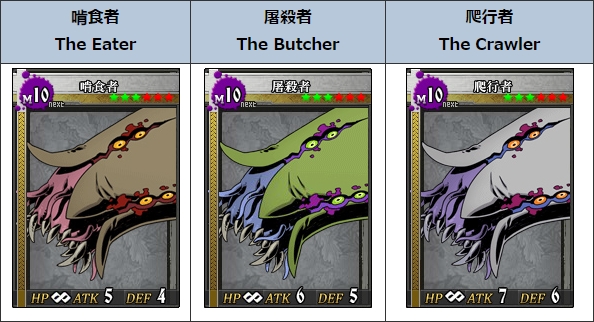 啃食者
The Eater
屠殺者
The Butcher
爬行者
The Crawler
M10
next
啃食者
HP ∞ ATK 5 DEF 4
M10
next
屠殺者
HP ∞ ATK 6 DEF 5
M10
next
爬行者
HP ∞ ATK 7 DEF 6